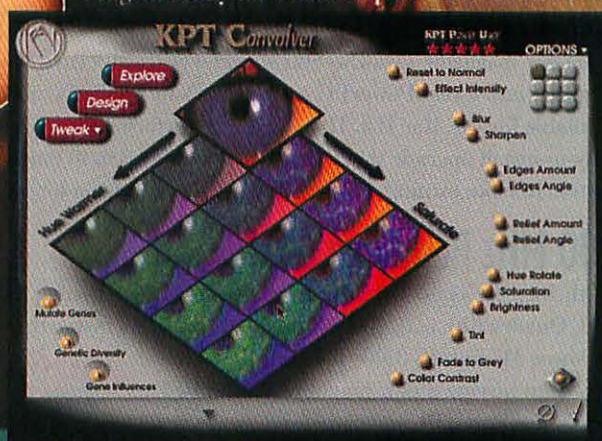 KPT Convolver
KPT Power User
OPTIONS
Explore
Design
Tweak
Reset to Normal
Effect Intensity
Blur
Sharpen
Edges Amount
Edges Angle
Relief Amount
Relief Angle
Hue Rotate
Saturation
Brightness
Tint
Fade to Grey
Color Contrast
Hue Warmer
Saturate
Mutate Genes
Genetic Diversity
Gene Influences